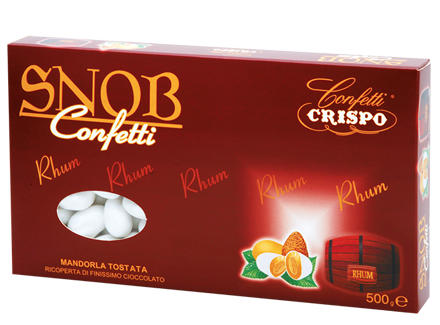 SNOB
Confetti
Confetti®
CRISPO
Rhum Rhum Rhum Rhum Rhum
MANDORLA TOSTATA
RICOPERTA DI FINISSIMO CIOCCOLATO
RHUM
500g e